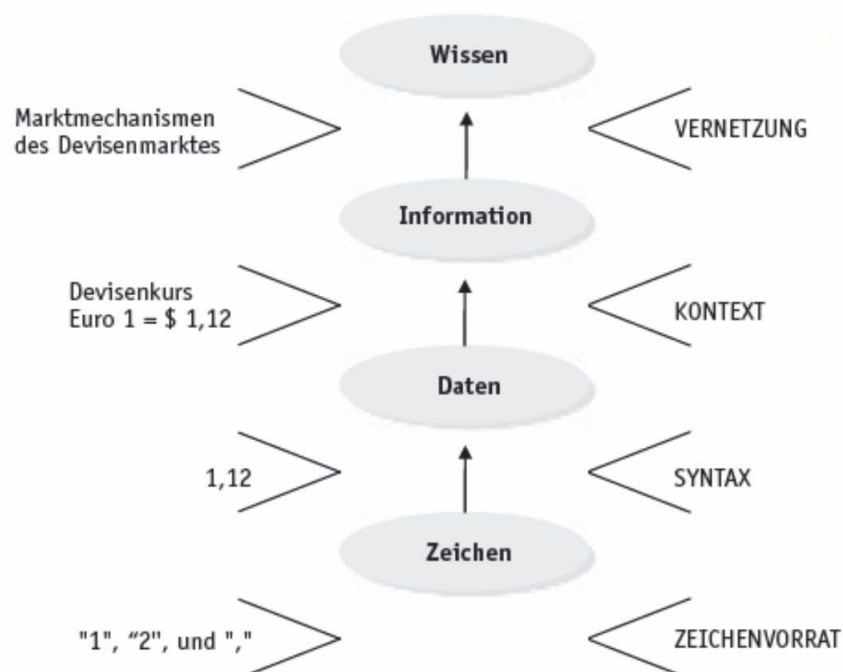 Wissen
Marktmechanismen
des Devisenmarktes
VERNETZUNG
Information
Devisenkurs
Euro 1 = $ 1,12
KONTEXT
Daten
1,12
SYNTAX
Zeichen
"1", “2", und ","
ZEICHENVORRAT